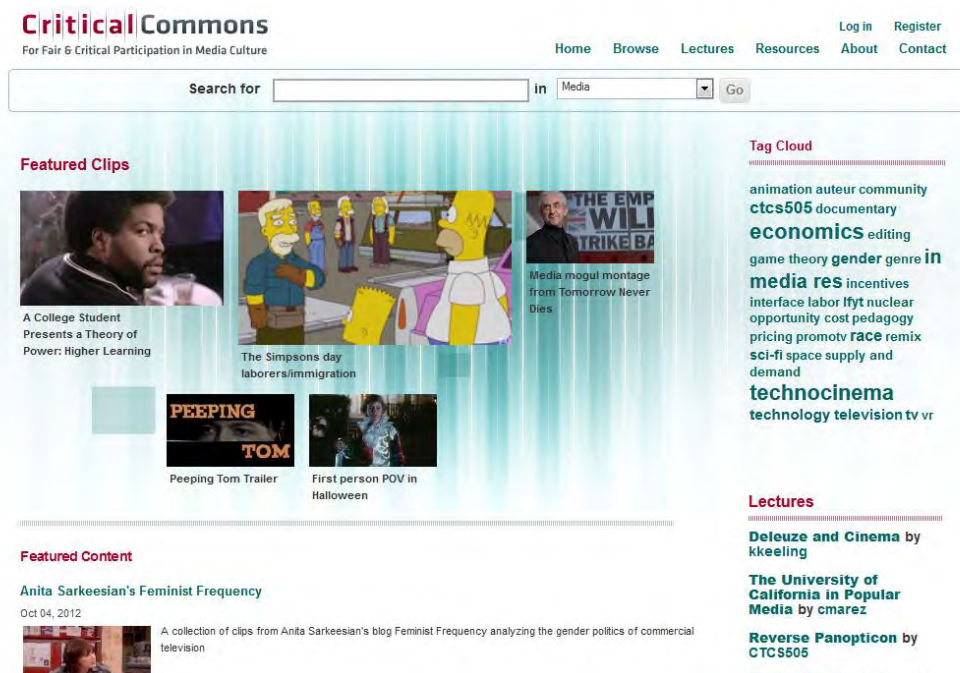 Critical Commons
For Fair & Critical Participation in Media Culture
Log in Register
Home Browse Lectures Resources About Contact
Search for in Media Go
Featured Clips
A College Student
Presents a Theory of
Power: Higher Learning
The Simpsons day
laborers/immigration
THE EMP
WILL
STRIKE BA
Media mogul montage
from Tomorrow Never
Dies
PEEPING
TOM
Peeping Tom Trailer
First person POV in
Halloween
Tag Cloud
animation auteur community
ctcs505 documentary
economics editing
game theory gender genre in
media res incentives
interface labor lfyt nuclear
opportunity cost pedagogy
pricing promotv race remix
sci-fi space supply and
demand
technocinema
technology television tv vr
Featured Content
Anita Sarkeesian's Feminist Frequency
Oct 04, 2012
A collection of clips from Anita Sarkeesian's blog Feminist Frequency analyzing the gender politics of commercial
television
Lectures
Deleuze and Cinema by
kkeeling
The University of
California in Popular
Media by cmarez
Reverse Panopticon by
CTCS505